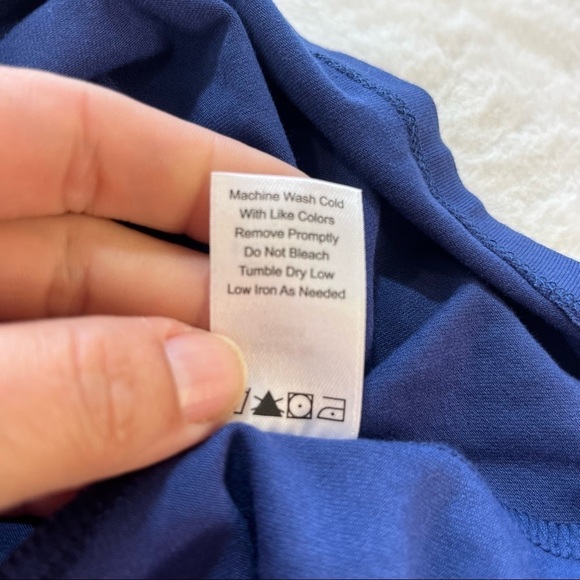 Machine Wash Cold
With Like Colors
Remove Promptly
Do Not Bleach
Tumble Dry Low
Low Iron As Needed